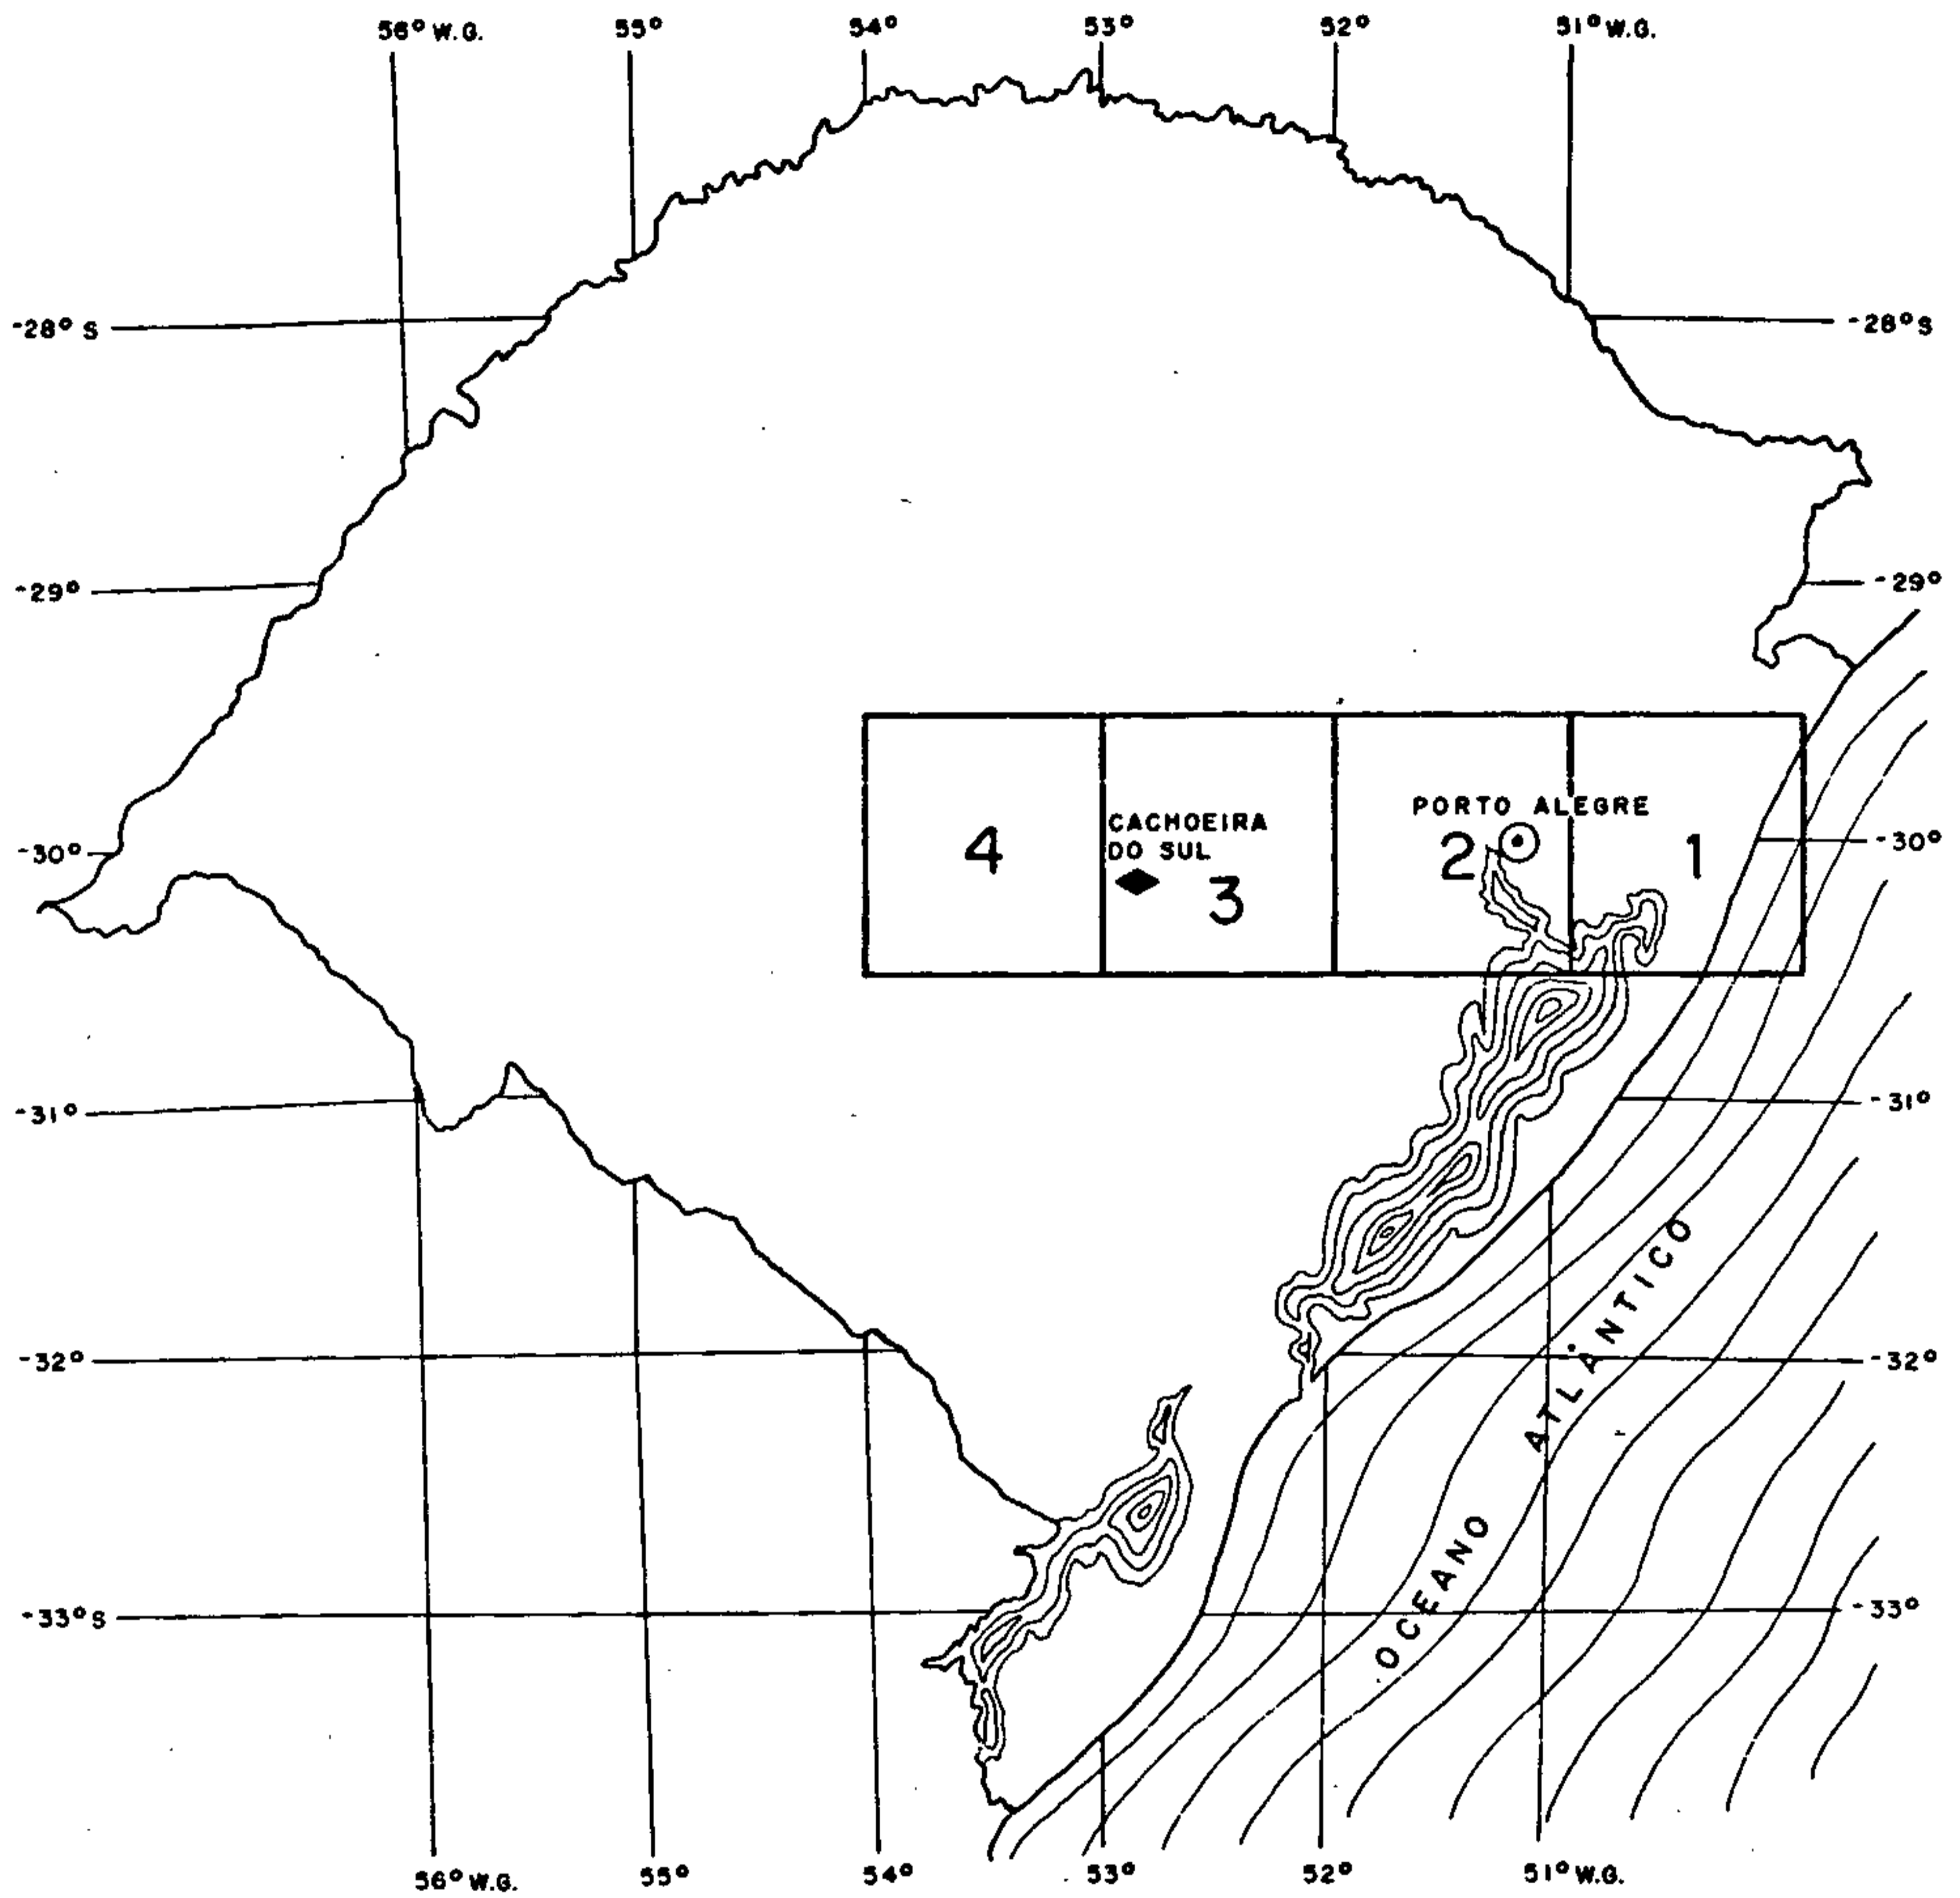 56° W.G. 55° 54° 53° 52° 51° W.G.
-28° S -28° S
-29° -29°
PORTO ALEGRE
CACHOEIRA
DO SUL
4 3 2 1
-30° -30°
-31° -31°
OCEANO ATLÂNTICO
-32° -32°
-33° S -33°
56° W.G. 55° 54° 53° 52° 51° W.G.